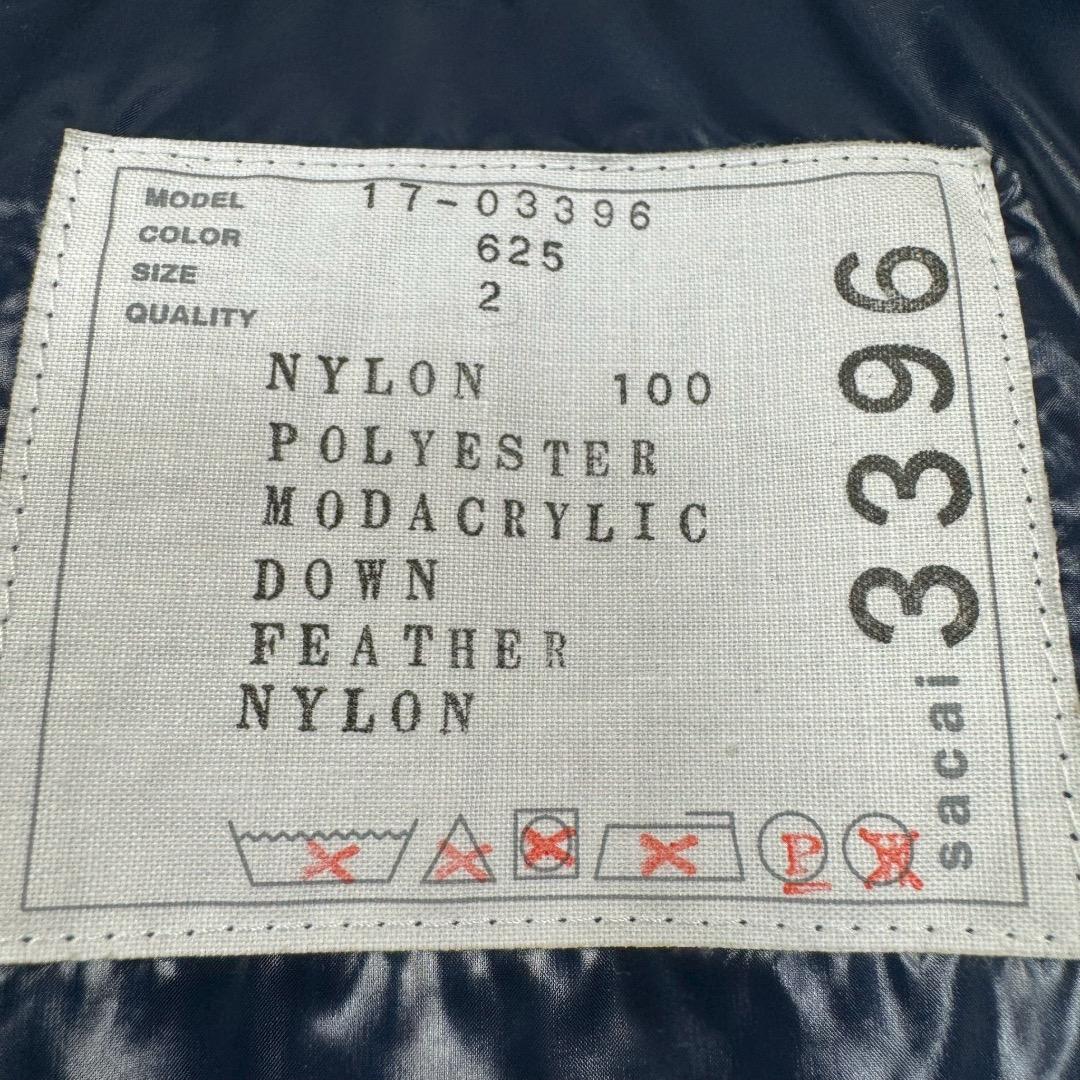 MODEL 17-03396
COLOR 625
SIZE 2
QUALITY
NYLON 100
POLYESTER
MODACRYLIC
DOWN
FEATHER
NYLON
P
sacai 3396